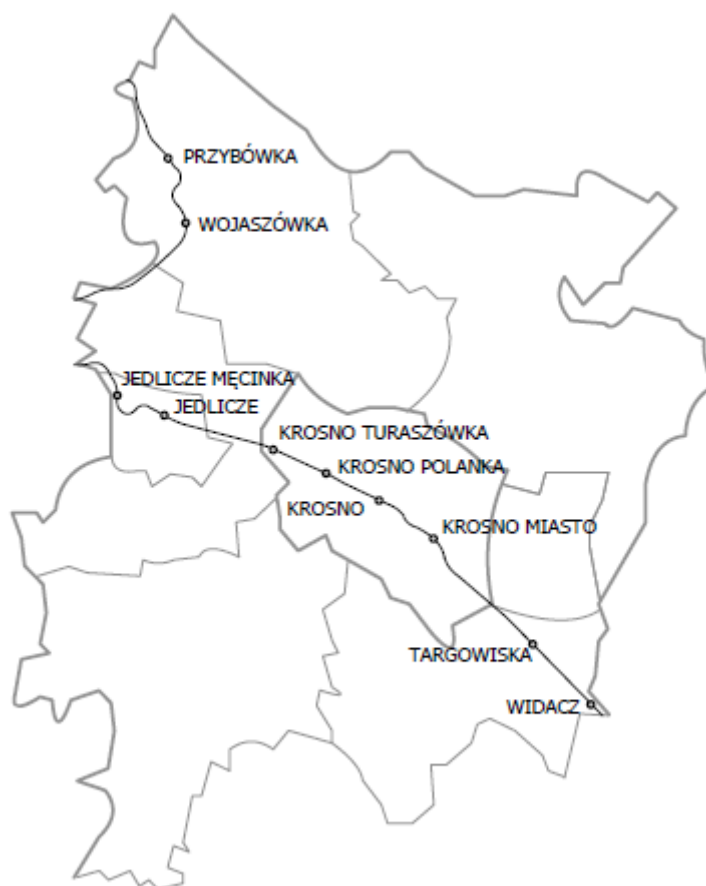 PRZYBÓWKA
WOJASZÓWKA
JEDLICZE MĘCINKA
JEDLICZE
KROSNO TURASZÓWKA
KROSNO POLANKA
KROSNO
KROSNO MIASTO
TARGOWISKA
WIDACZ